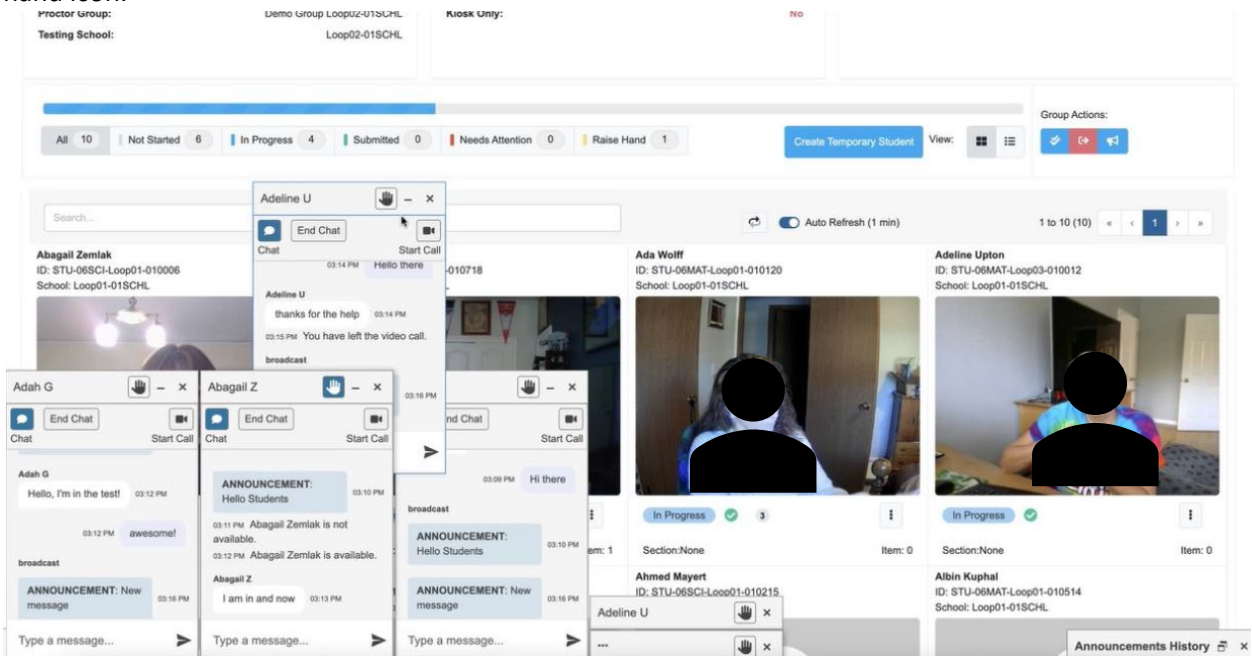 hand icon.
Proctor Group: Demo Group Loop02-01SCHL
Testing School: Loop02-01SCHL
Kiosk Only: No
All 10 Not Started 6 In Progress 4 Submitted 0 Needs Attention 0 Raise Hand 1
Create Temporary Student View:
Group Actions:
Search...
Auto Refresh (1 min)
1 to 10 (10) « ‹ 1 › »
Abagail Zemlak
ID: STU-06SCI-Loop01-010006
School: Loop01-01SCHL
-010718
Ada Wolff
ID: STU-06MAT-Loop01-010120
School: Loop01-01SCHL
In Progress 3
Section:None Item: 0
Adeline Upton
ID: STU-06MAT-Loop03-010012
School: Loop01-01SCHL
In Progress
Section:None Item: 0
em: 1
Ahmed Mayert
ID: STU-06SCI-Loop01-010215
Albin Kuphal
ID: STU-06MAT-Loop01-010514
School: Loop01-01SCHL
Adeline U
End Chat
Chat Start Call
03:14 PM Hello there
Adeline U
thanks for the help 03:14 PM
03:15 PM You have left the video call.
broadcast
03:16 PM
Adah G
End Chat
Chat Start Call
Adah G
Hello, I'm in the test! 03:12 PM
03:12 PM awesome!
broadcast
ANNOUNCEMENT: New
message
03:16 PM
Type a message...
Abagail Z
End Chat
Chat Start Call
ANNOUNCEMENT:
Hello Students
03:10 PM
03:11 PM Abagail Zemlak is not
available.
03:12 PM Abagail Zemlak is available.
Abagail Z
I am in and now 03:13 PM
Type a message...
nd Chat
Start Call
03:09 PM Hi there
broadcast
ANNOUNCEMENT:
Hello Students
03:10 PM
ANNOUNCEMENT: New
message
03:16 PM
Type a message...
Adeline U
...
Announcements History